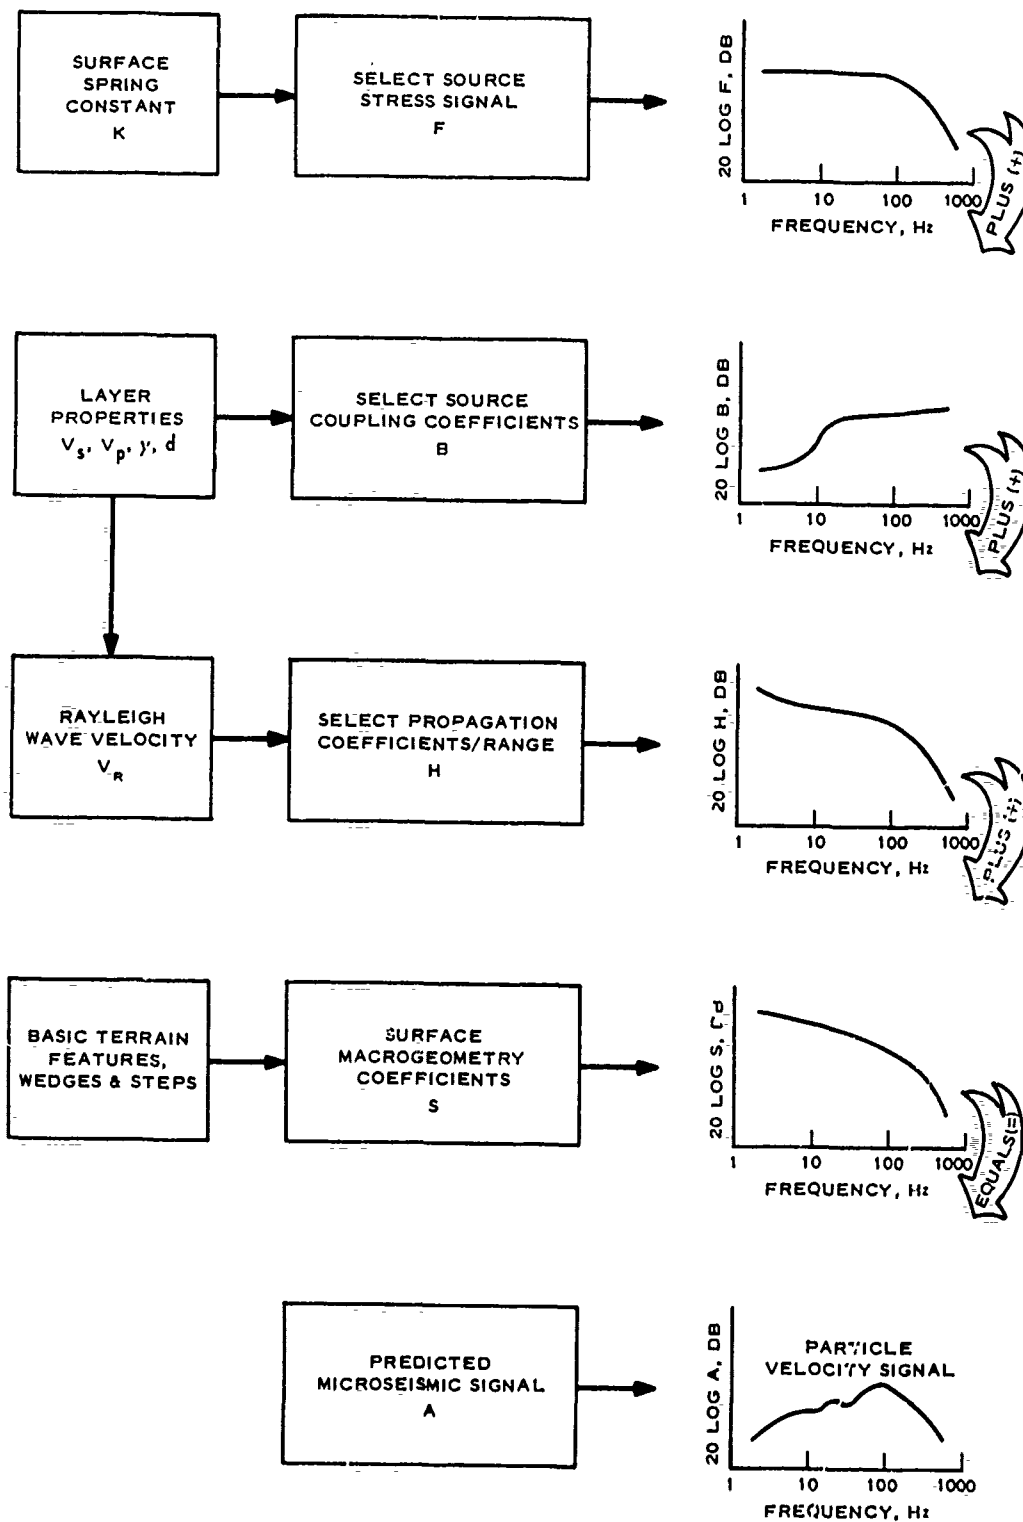 SURFACE
SPRING
CONSTANT
K
SELECT SOURCE
STRESS SIGNAL
F
20 LOG F, DB
1 10 100 1000
FREQUENCY, Hz
PLUS (+)
LAYER
PROPERTIES
Vs, Vp, γ, d
SELECT SOURCE
COUPLING COEFFICIENTS
B
20 LOG B, DB
1 10 100 1000
FREQUENCY, Hz
PLUS (+)
RAYLEIGH
WAVE VELOCITY
VR
SELECT PROPAGATION
COEFFICIENTS/RANGE
H
20 LOG H, DB
1 10 100 1000
FREQUENCY, Hz
PLUS (+)
BASIC TERRAIN
FEATURES,
WEDGES & STEPS
SURFACE
MACROGEOMETRY
COEFFICIENTS
S
20 LOG S,
1 10 100 1000
FREQUENCY, Hz
EQUALS(=)
PREDICTED
MICROSEISMIC SIGNAL
A
20 LOG A, DB
PARTICLE
VELOCITY SIGNAL
1 10 100 1000
FREQUENCY, Hz